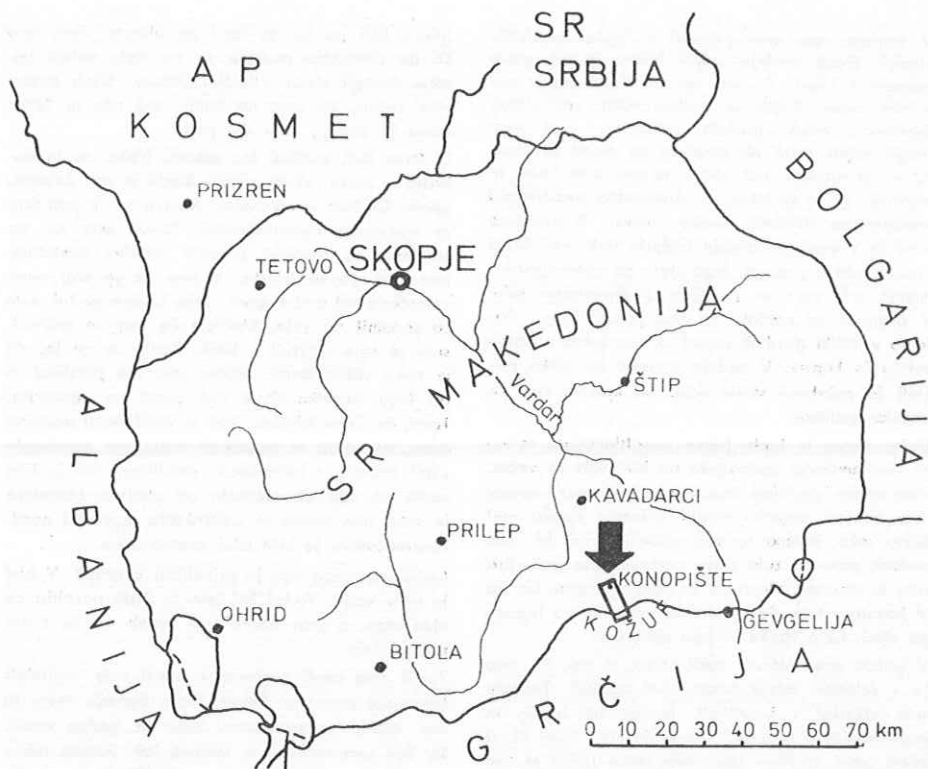 SR
SRBIJA
AP
KOSMET
BOLGARIJA
PRIZREN
SKOPJE
TETOVO
SR MAKEDONIJA
Vardar
ŠTIP
ALBANIJA
KAVADARCI
PRILEP
KONOPIŠTE
KOŽUF
OHRID
GEVGELIJA
BITOLA
GRČIJA
0 10 20 30 40 50 60 70 km